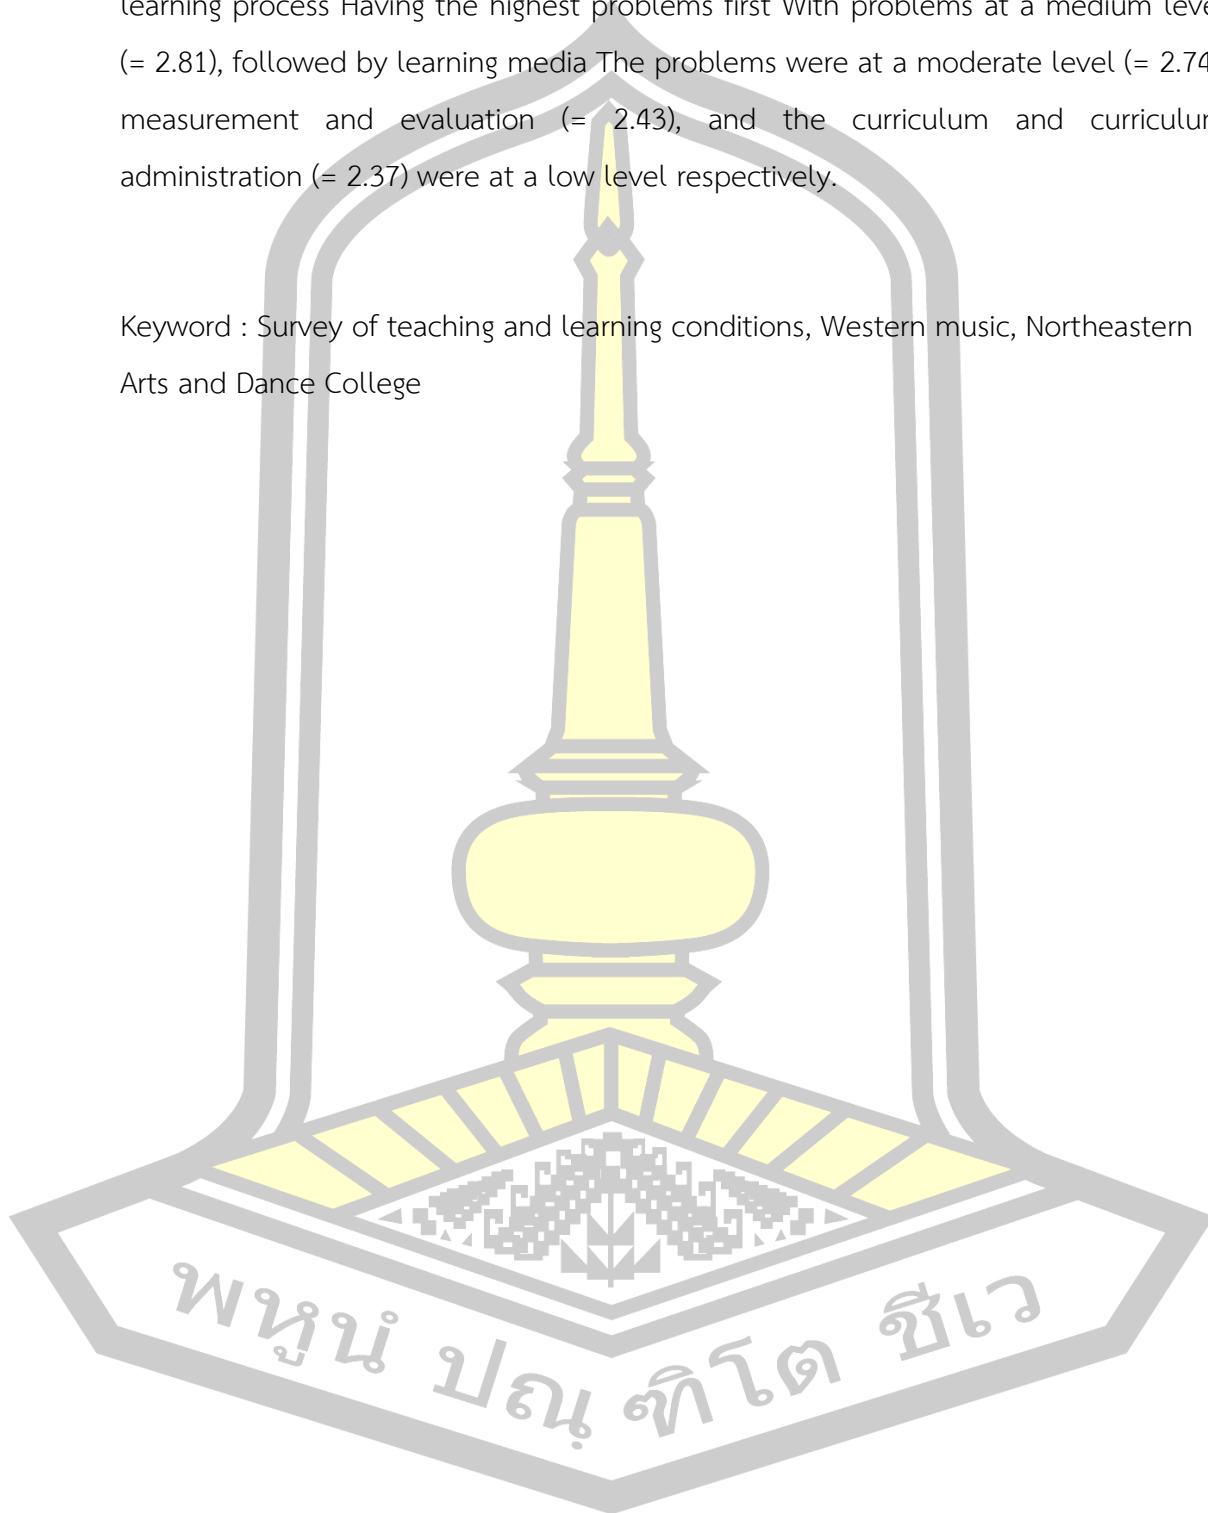 learning process Having the highest problems first With problems at a medium leve
(= 2.81), followed by learning media The problems were at a moderate level (= 2.74
measurement and evaluation (= 2.43), and the curriculum and curriculu
administration (= 2.37) were at a low level respectively.
Keyword : Survey of teaching and learning conditions, Western music, Northeastern
Arts and Dance College
พหูนํ ปณฺ ฑิโต ชีเว